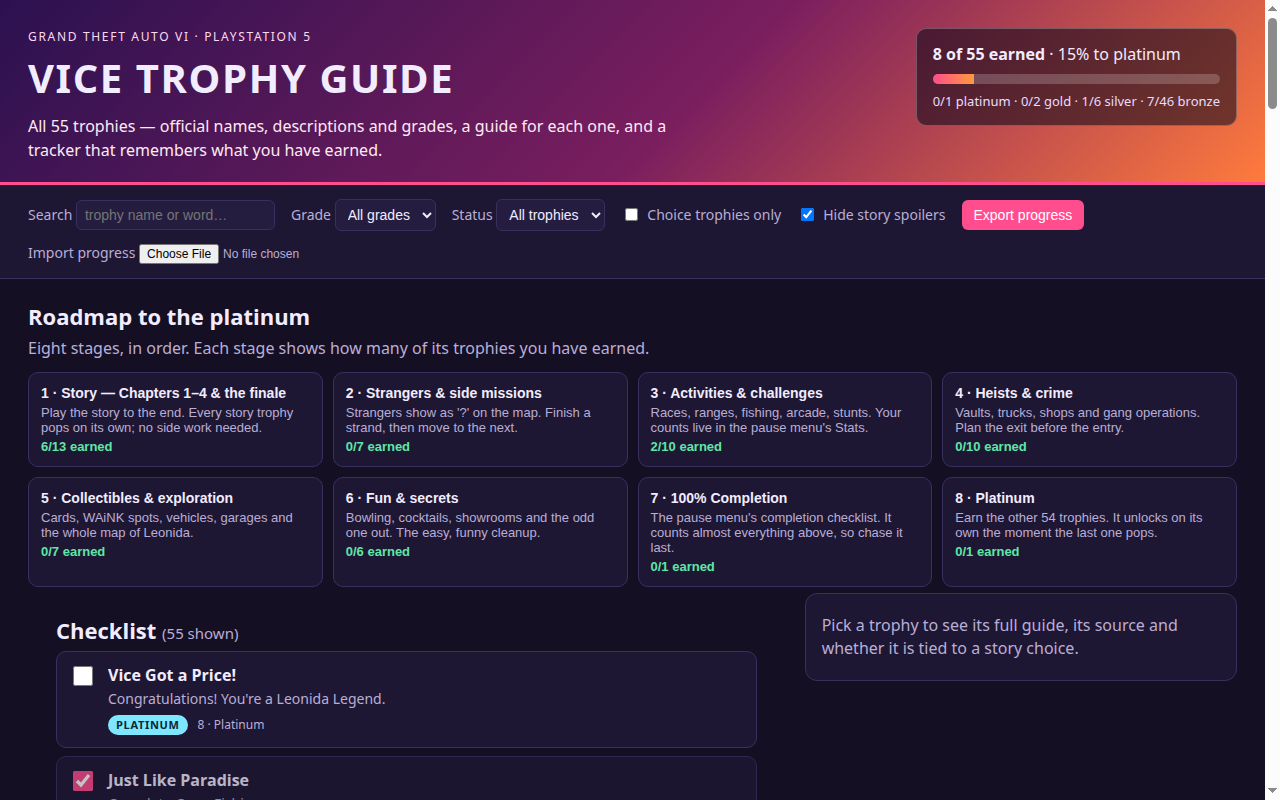 GRAND THEFT AUTO VI · PLAYSTATION 5
VICE TROPHY GUIDE
All 55 trophies — official names, descriptions and grades, a guide for each one, and a
tracker that remembers what you have earned.
8 of 55 earned · 15% to platinum
0/1 platinum · 0/2 gold · 1/6 silver · 7/46 bronze
Search trophy name or word… Grade All grades Status All trophies Choice trophies only Hide story spoilers Export progress
Import progress Choose File No file chosen
Roadmap to the platinum
Eight stages, in order. Each stage shows how many of its trophies you have earned.
1 · Story — Chapters 1–4 & the finale
Play the story to the end. Every story trophy
pops on its own; no side work needed.
6/13 earned
2 · Strangers & side missions
Strangers show as '?' on the map. Finish a
strand, then move to the next.
0/7 earned
3 · Activities & challenges
Races, ranges, fishing, arcade, stunts. Your
counts live in the pause menu's Stats.
2/10 earned
4 · Heists & crime
Vaults, trucks, shops and gang operations.
Plan the exit before the entry.
0/10 earned
5 · Collectibles & exploration
Cards, WAiNK spots, vehicles, garages and
the whole map of Leonida.
0/7 earned
6 · Fun & secrets
Bowling, cocktails, showrooms and the odd
one out. The easy, funny cleanup.
0/6 earned
7 · 100% Completion
The pause menu's completion checklist. It
counts almost everything above, so chase it
last.
0/1 earned
8 · Platinum
Earn the other 54 trophies. It unlocks on its
own the moment the last one pops.
0/1 earned
Checklist (55 shown)
Vice Got a Price!
Congratulations! You're a Leonida Legend.
PLATINUM 8 · Platinum
Just Like Paradise
Pick a trophy to see its full guide, its source and
whether it is tied to a story choice.